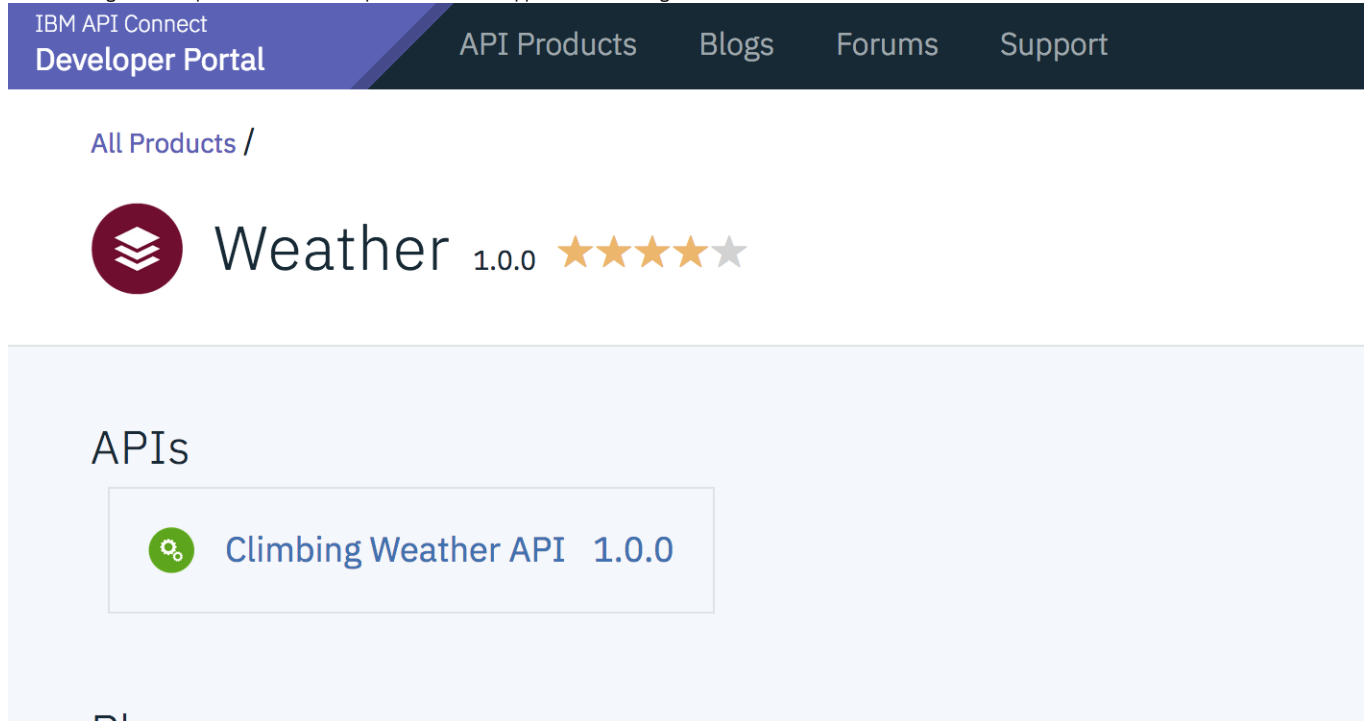 IBM API Connect
Developer Portal
API Products Blogs Forums Support
All Products /
Weather 1.0.0
APIs
Climbing Weather API 1.0.0